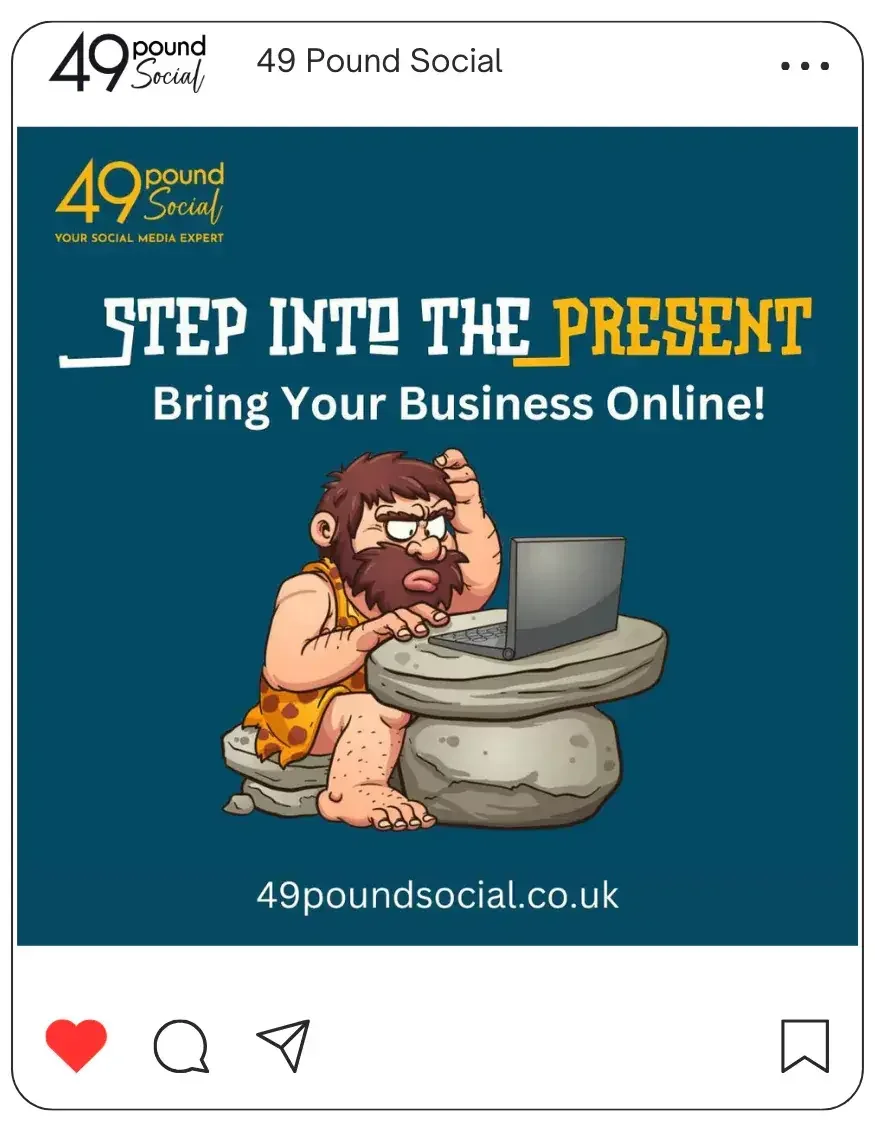 49 pound
Social
49 Pound Social
49 pound
Social
YOUR SOCIAL MEDIA EXPERT
STEP INTO THE PRESENT
Bring Your Business Online!
49poundsocial.co.uk